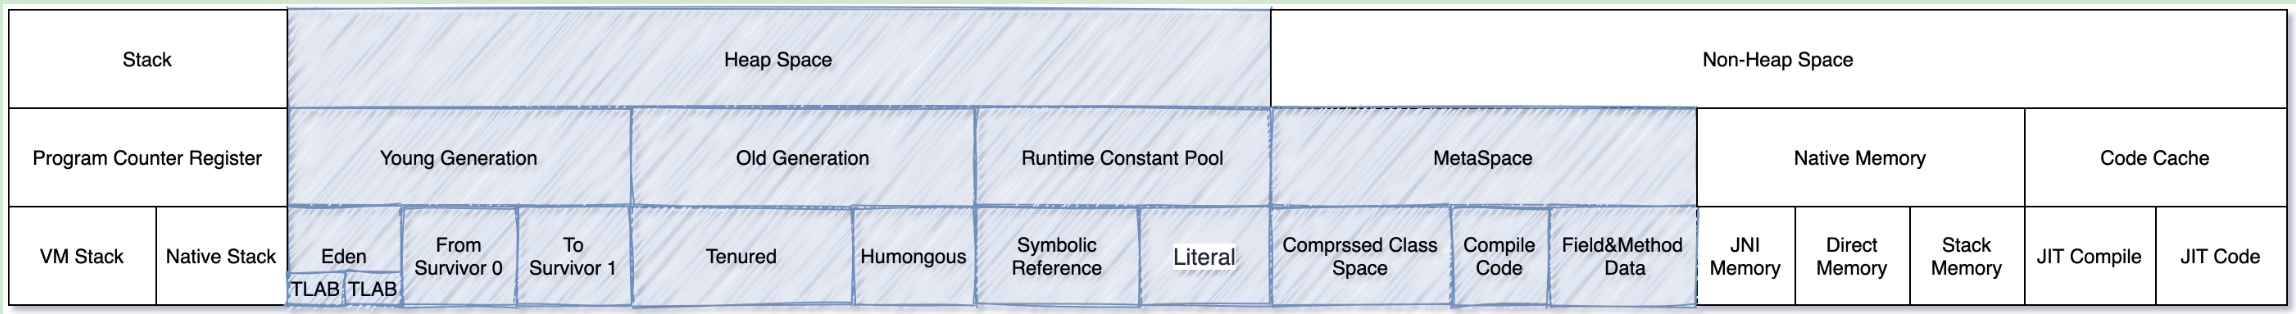 Stack
Heap Space
Non-Heap Space
Program Counter Register
Young Generation
Old Generation
Runtime Constant Pool
MetaSpace
Native Memory
Code Cache
VM Stack
Native Stack
Eden
TLAB
TLAB
From
Survivor 0
To
Survivor 1
Tenured
Humongous
Symbolic
Reference
Literal
Comprssed Class
Space
Compile
Code
Field&Method
Data
JNI
Memory
Direct
Memory
Stack
Memory
JIT Compile
JIT Code